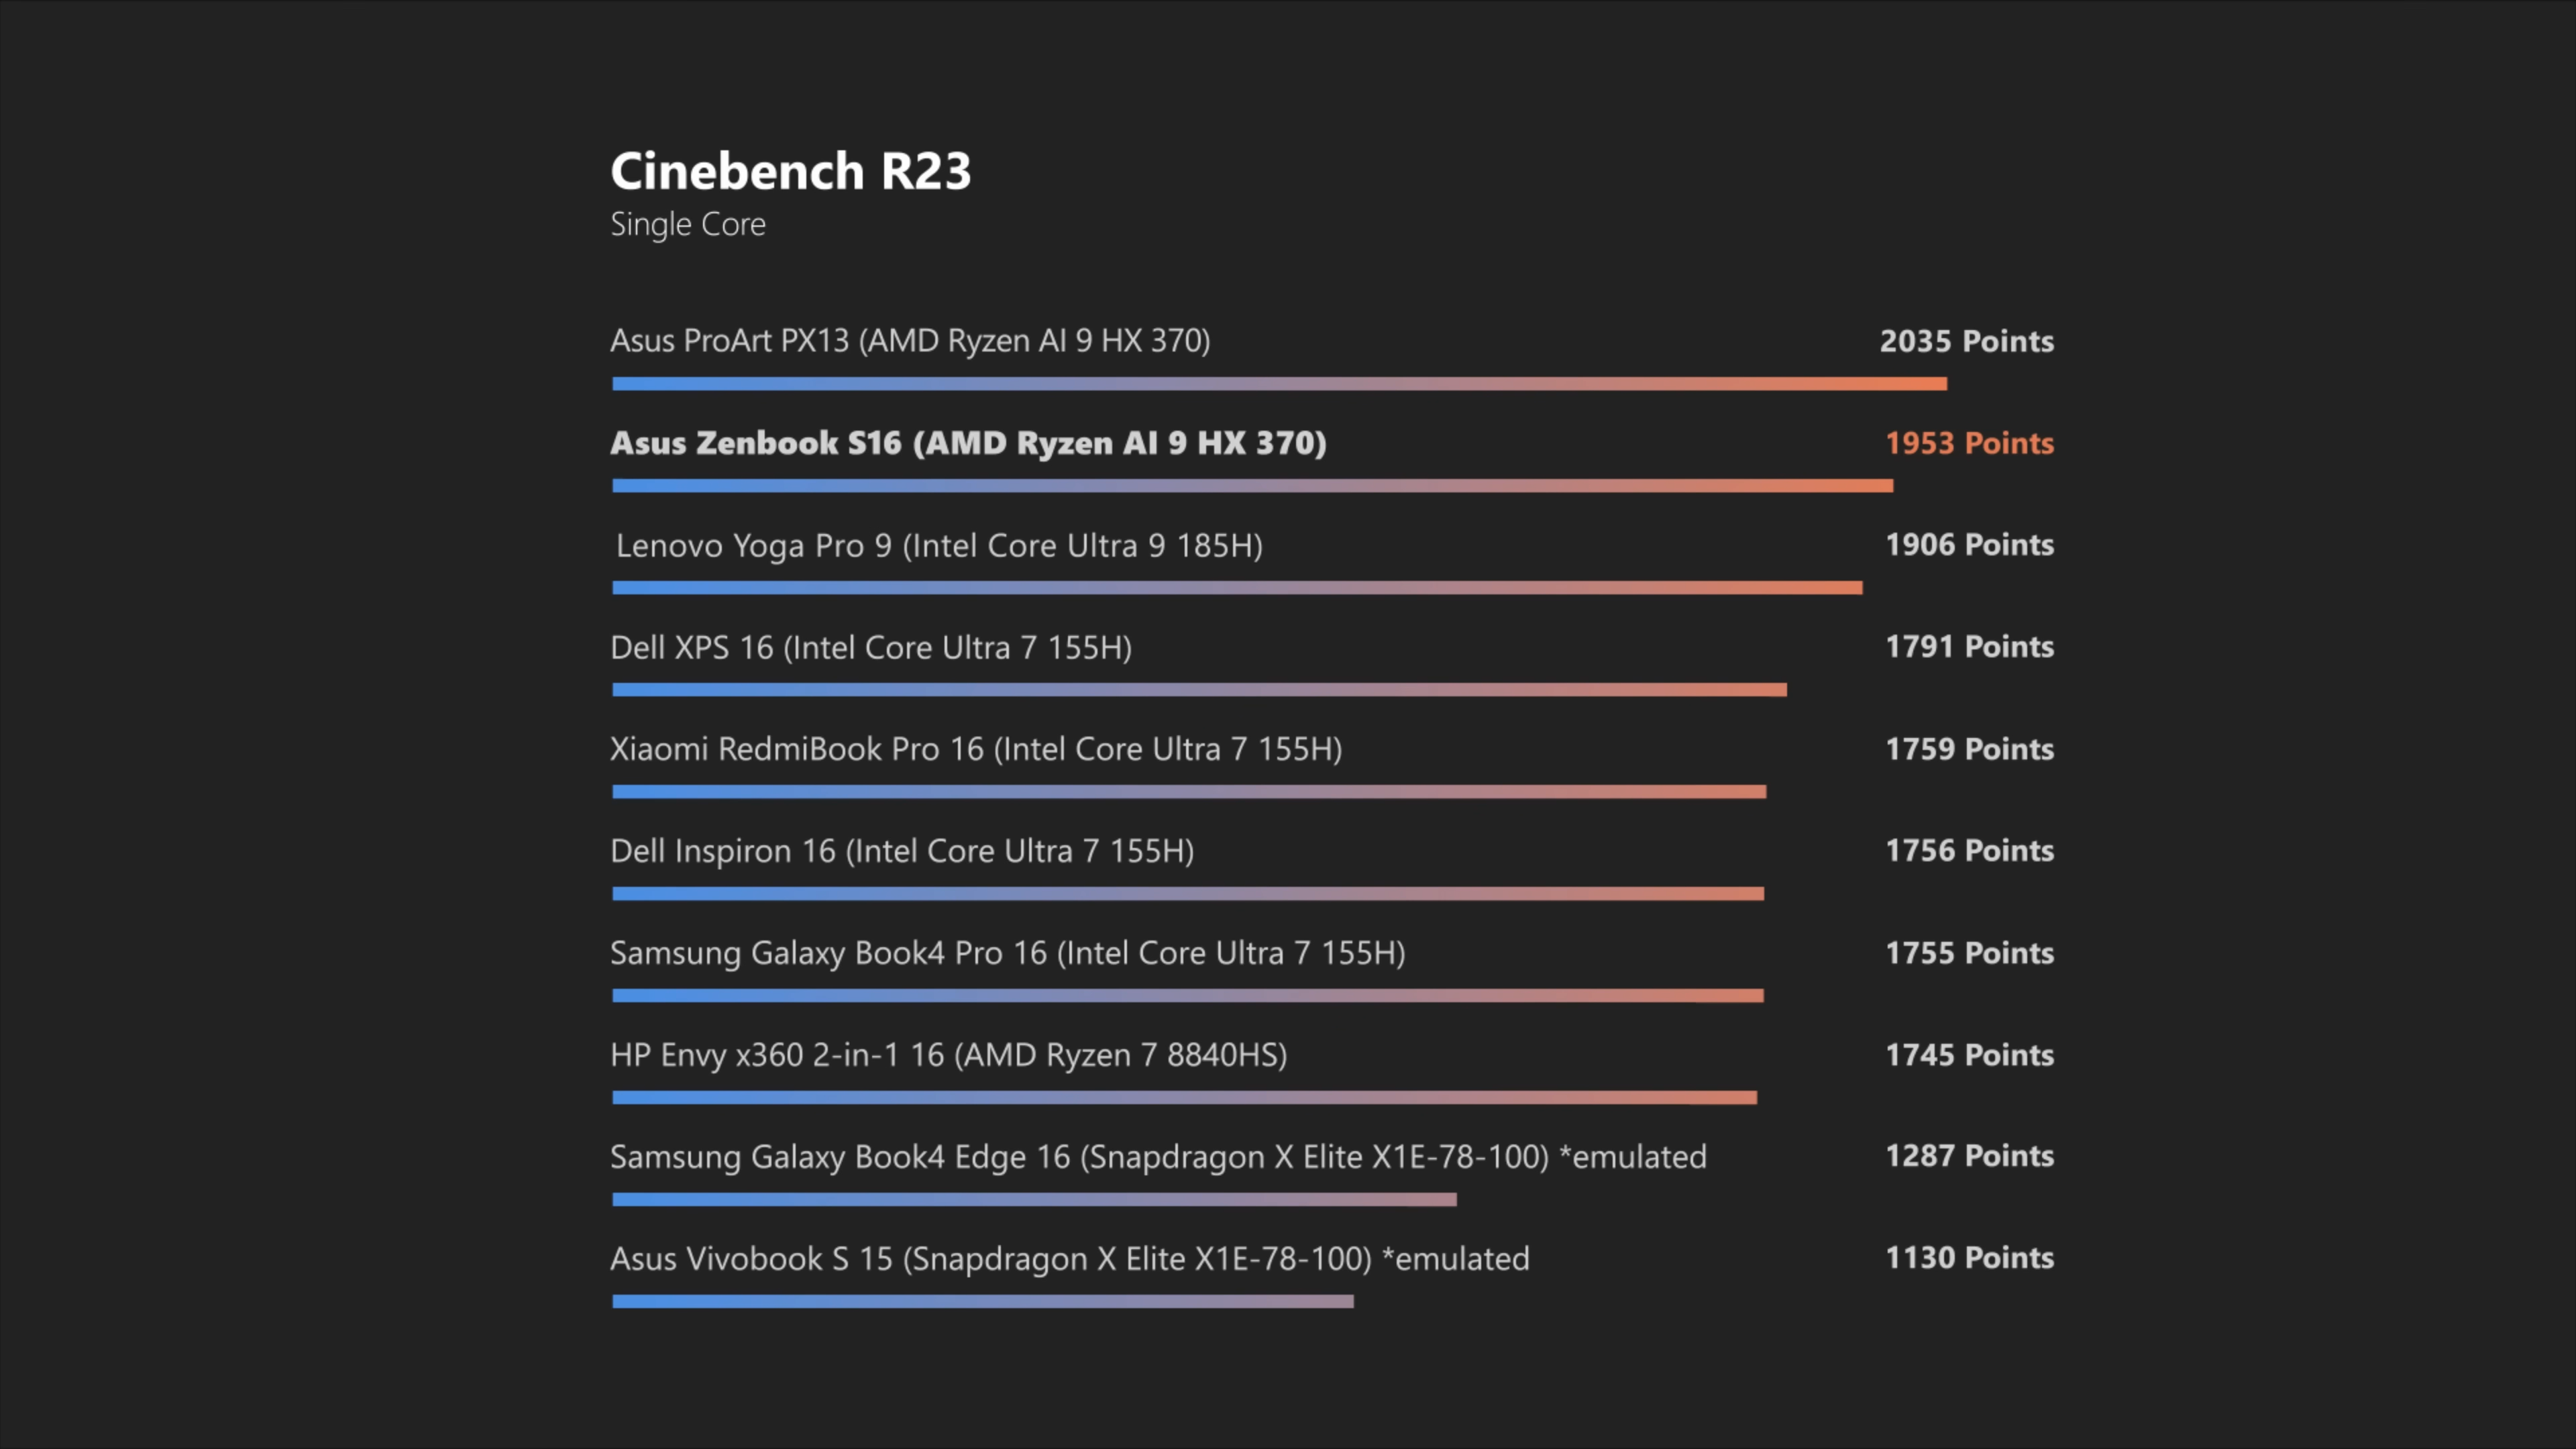 Cinebench R23
Single Core
Asus ProArt PX13 (AMD Ryzen AI 9 HX 370) 2035 Points
Asus Zenbook S16 (AMD Ryzen AI 9 HX 370) 1953 Points
Lenovo Yoga Pro 9 (Intel Core Ultra 9 185H) 1906 Points
Dell XPS 16 (Intel Core Ultra 7 155H) 1791 Points
Xiaomi RedmiBook Pro 16 (Intel Core Ultra 7 155H) 1759 Points
Dell Inspiron 16 (Intel Core Ultra 7 155H) 1756 Points
Samsung Galaxy Book4 Pro 16 (Intel Core Ultra 7 155H) 1755 Points
HP Envy x360 2-in-1 16 (AMD Ryzen 7 8840HS) 1745 Points
Samsung Galaxy Book4 Edge 16 (Snapdragon X Elite X1E-78-100) *emulated 1287 Points
Asus Vivobook S 15 (Snapdragon X Elite X1E-78-100) *emulated 1130 Points